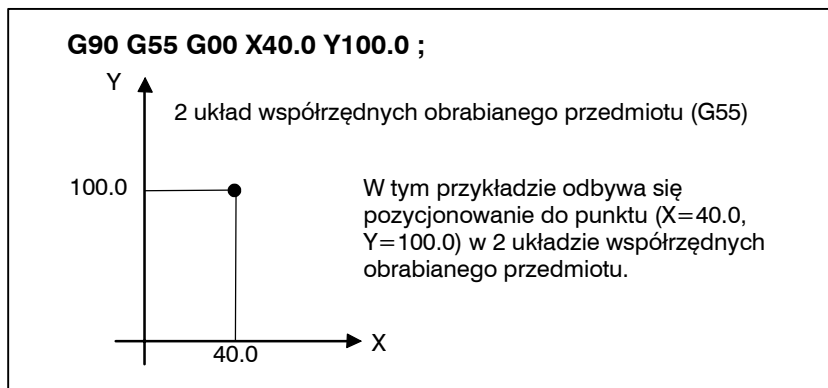 G90 G55 G00 X40.0 Y100.0 ;
Y
2 układ współrzędnych obrabianego przedmiotu (G55)
100.0
W tym przykładzie odbywa się
pozycjonowanie do punktu (X=40.0,
Y=100.0) w 2 układzie współrzędnych
obrabianego przedmiotu.
X
40.0